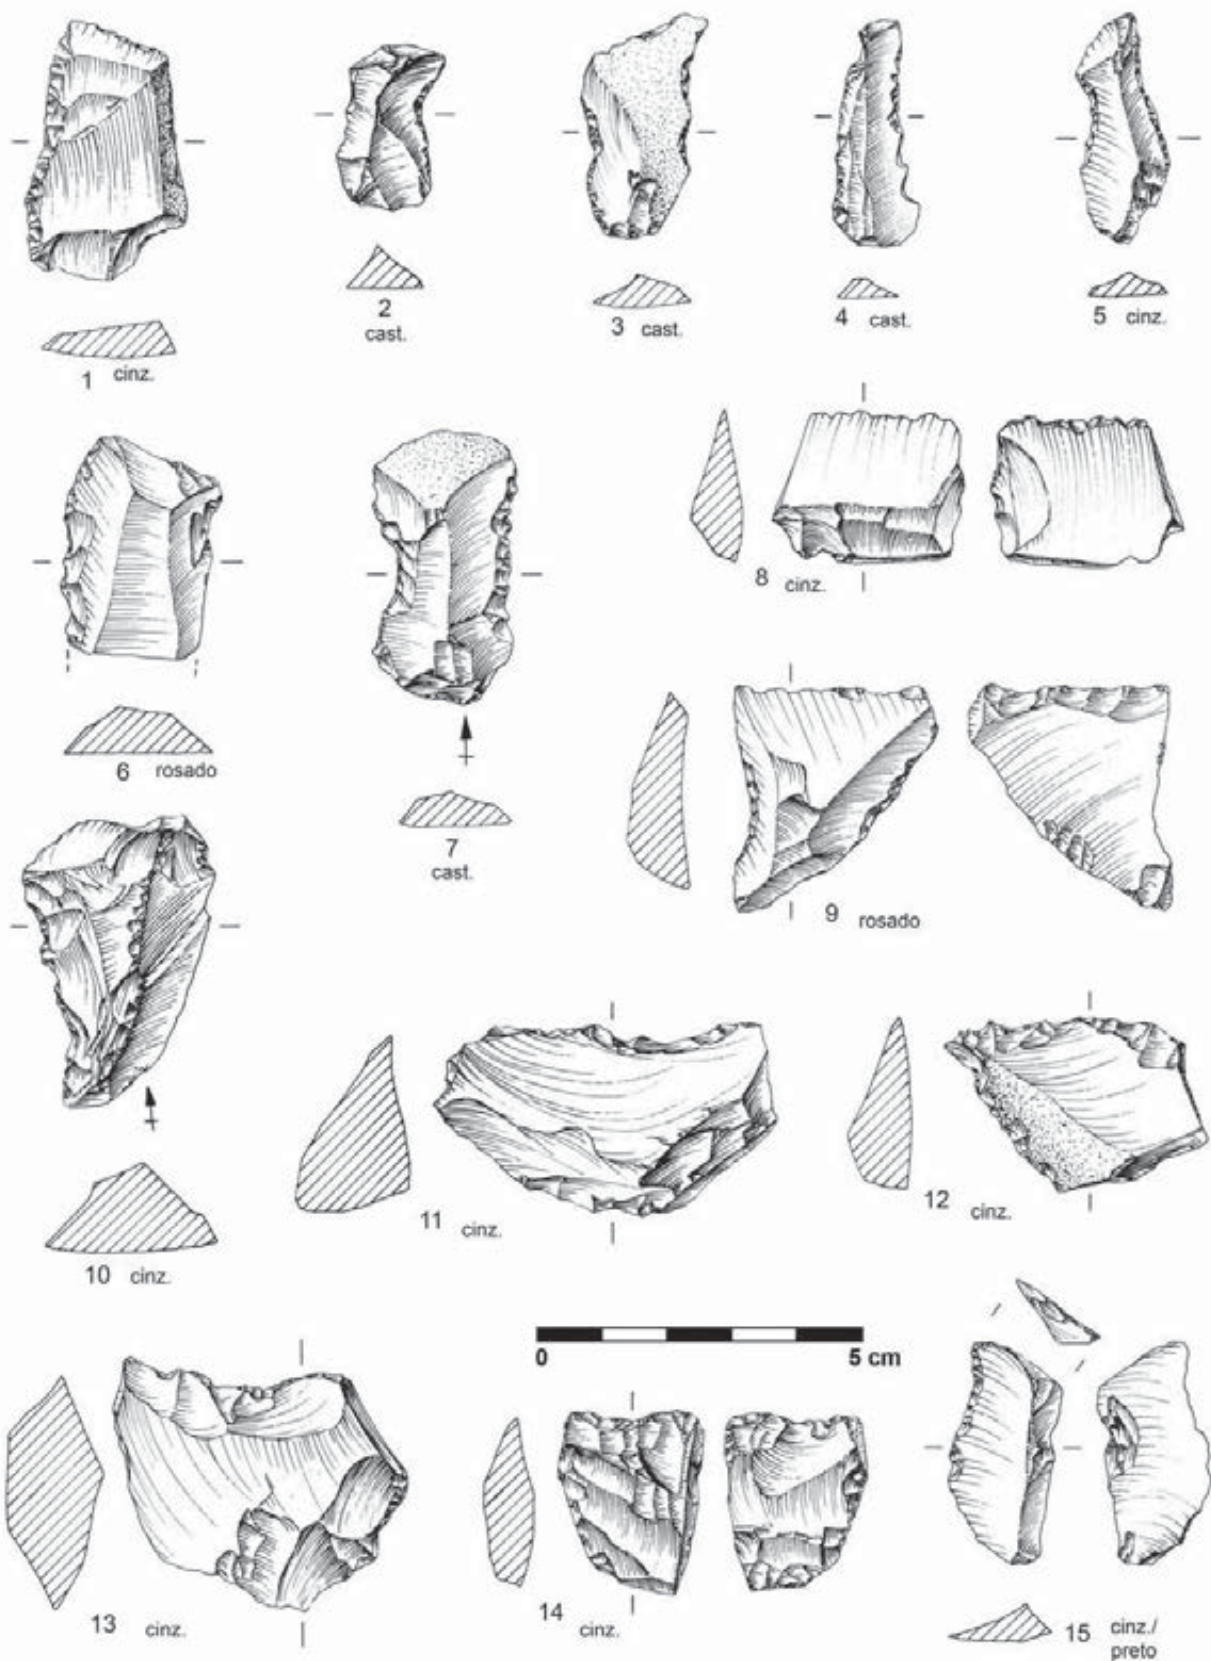 1 cinz.
2
cast.
3 cast.
4 cast.
5 cinz.
6 rosado
7
cast.
8 cinz.
9 rosado
10 cinz.
11 cinz.
12 cinz.
0 5 cm
13 cinz.
14 cinz.
15 cinz./
preto